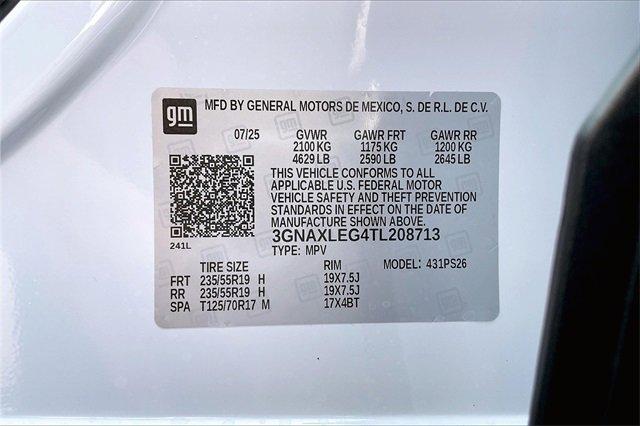 gm MFD BY GENERAL MOTORS DE MEXICO, S. DE R.L. DE C.V.
07/25 GVWR GAWR FRT GAWR RR
2100 KG 1175 KG 1200 KG
4629 LB 2590 LB 2645 LB
THIS VEHICLE CONFORMS TO ALL
APPLICABLE U.S. FEDERAL MOTOR
VEHICLE SAFETY AND THEFT PREVENTION
STANDARDS IN EFFECT ON THE DATE OF
MANUFACTURE SHOWN ABOVE.
241L 3GNAXLEG4TL208713
TYPE: MPV
TIRE SIZE RIM MODEL: 431PS26
FRT 235/55R19 H 19X7.5J
RR 235/55R19 H 19X7.5J
SPA T125/70R17 M 17X4BT